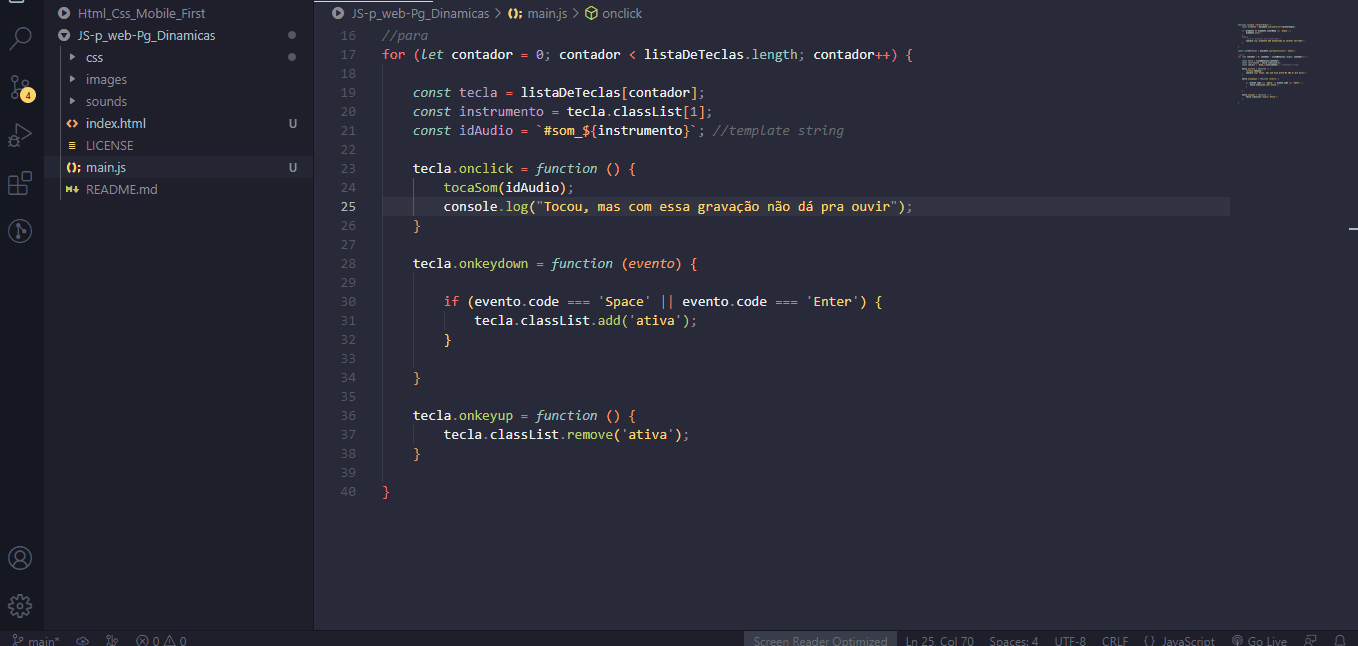 Html_Css_Mobile_First
JS-p_web-Pg_Dinamicas
css
images
sounds
index.html U
LICENSE
main.js U
README.md
4
JS-p_web-Pg_Dinamicas > main.js > onclick
16 //para
17 for (let contador = 0; contador < listaDeTeclas.length; contador++) {
18
19 const tecla = listaDeTeclas[contador];
20 const instrumento = tecla.classList[1];
21 const idAudio = `#som_${instrumento}`; //template string
22
23 tecla.onclick = function () {
24 tocaSom(idAudio);
25 console.log("Tocou, mas com essa gravação não dá pra ouvir");
26 }
27
28 tecla.onkeydown = function (evento) {
29
30 if (evento.code === 'Space' || evento.code === 'Enter') {
31 tecla.classList.add('ativa');
32 }
33
34 }
35
36 tecla.onkeyup = function () {
37 tecla.classList.remove('ativa');
38 }
39
40 }
main* 0 0 Screen Reader Optimized Ln 25, Col 70 Spaces: 4 UTF-8 CRLF {} JavaScript Go Live